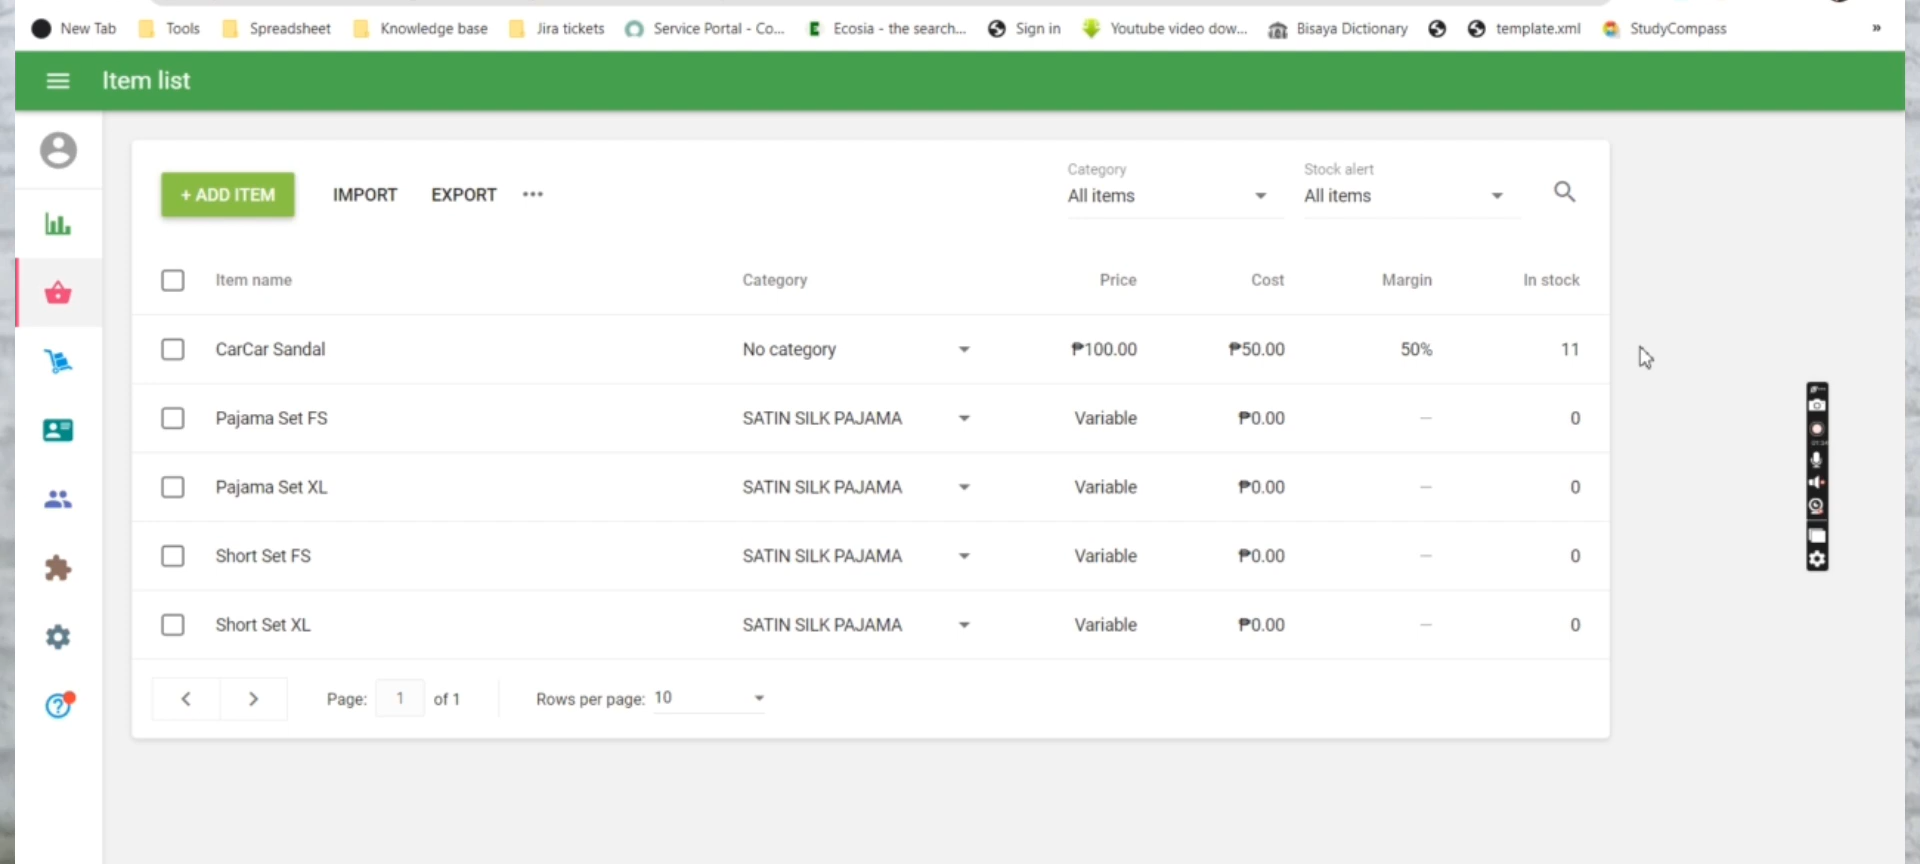 New Tab Tools Spreadsheet Knowledge base Jira tickets Service Portal - Co... Ecosia - the search... Sign in Youtube video dow... Bisaya Dictionary template.xml StudyCompass »
Item list
+ ADD ITEM IMPORT EXPORT ••• Category All items Stock alert All items
Item name Category Price Cost Margin In stock
CarCar Sandal No category ₱100.00 ₱50.00 50% 11
Pajama Set FS SATIN SILK PAJAMA Variable ₱0.00 — 0
Pajama Set XL SATIN SILK PAJAMA Variable ₱0.00 — 0
Short Set FS SATIN SILK PAJAMA Variable ₱0.00 — 0
Short Set XL SATIN SILK PAJAMA Variable ₱0.00 — 0
Page: 1 of 1 Rows per page: 10